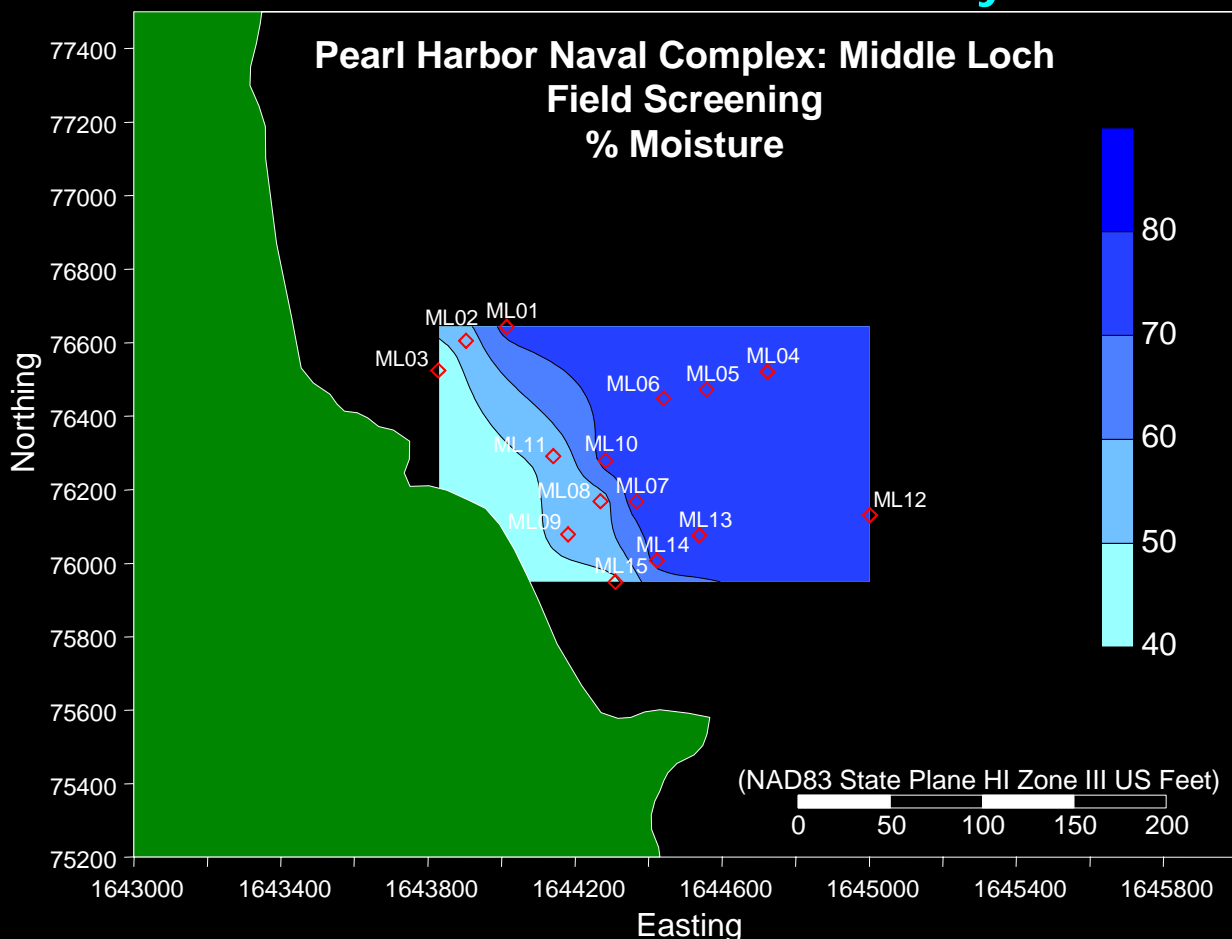 Pearl Harbor Naval Complex: Middle Loch
Field Screening
% Moisture
77400
77200
77000
76800
76600
76400
76200
76000
75800
75600
75400
75200
Northing
ML01
ML02
ML03
ML04
ML05
ML06
ML11
ML10
ML08
ML07
ML12
ML09
ML13
ML14
ML15
80
70
60
50
40
(NAD83 State Plane HI Zone III US Feet)
0 50 100 150 200
1643000 1643400 1643800 1644200 1644600 1645000 1645400 1645800
Easting